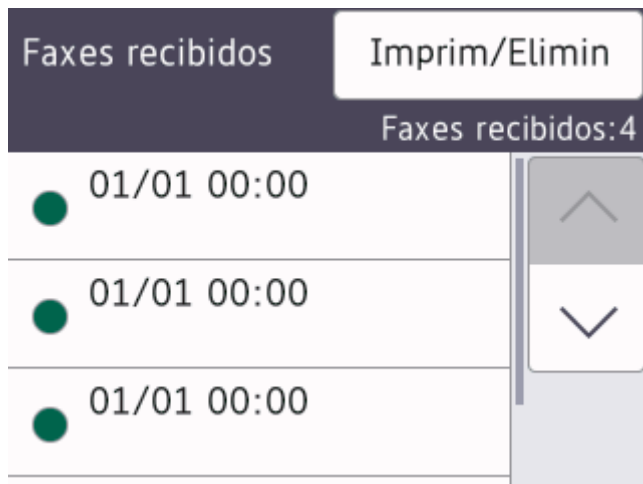 Faxes recibidos
Imprim/Elimin
Faxes recibidos:4
01/01 00:00
01/01 00:00
01/01 00:00